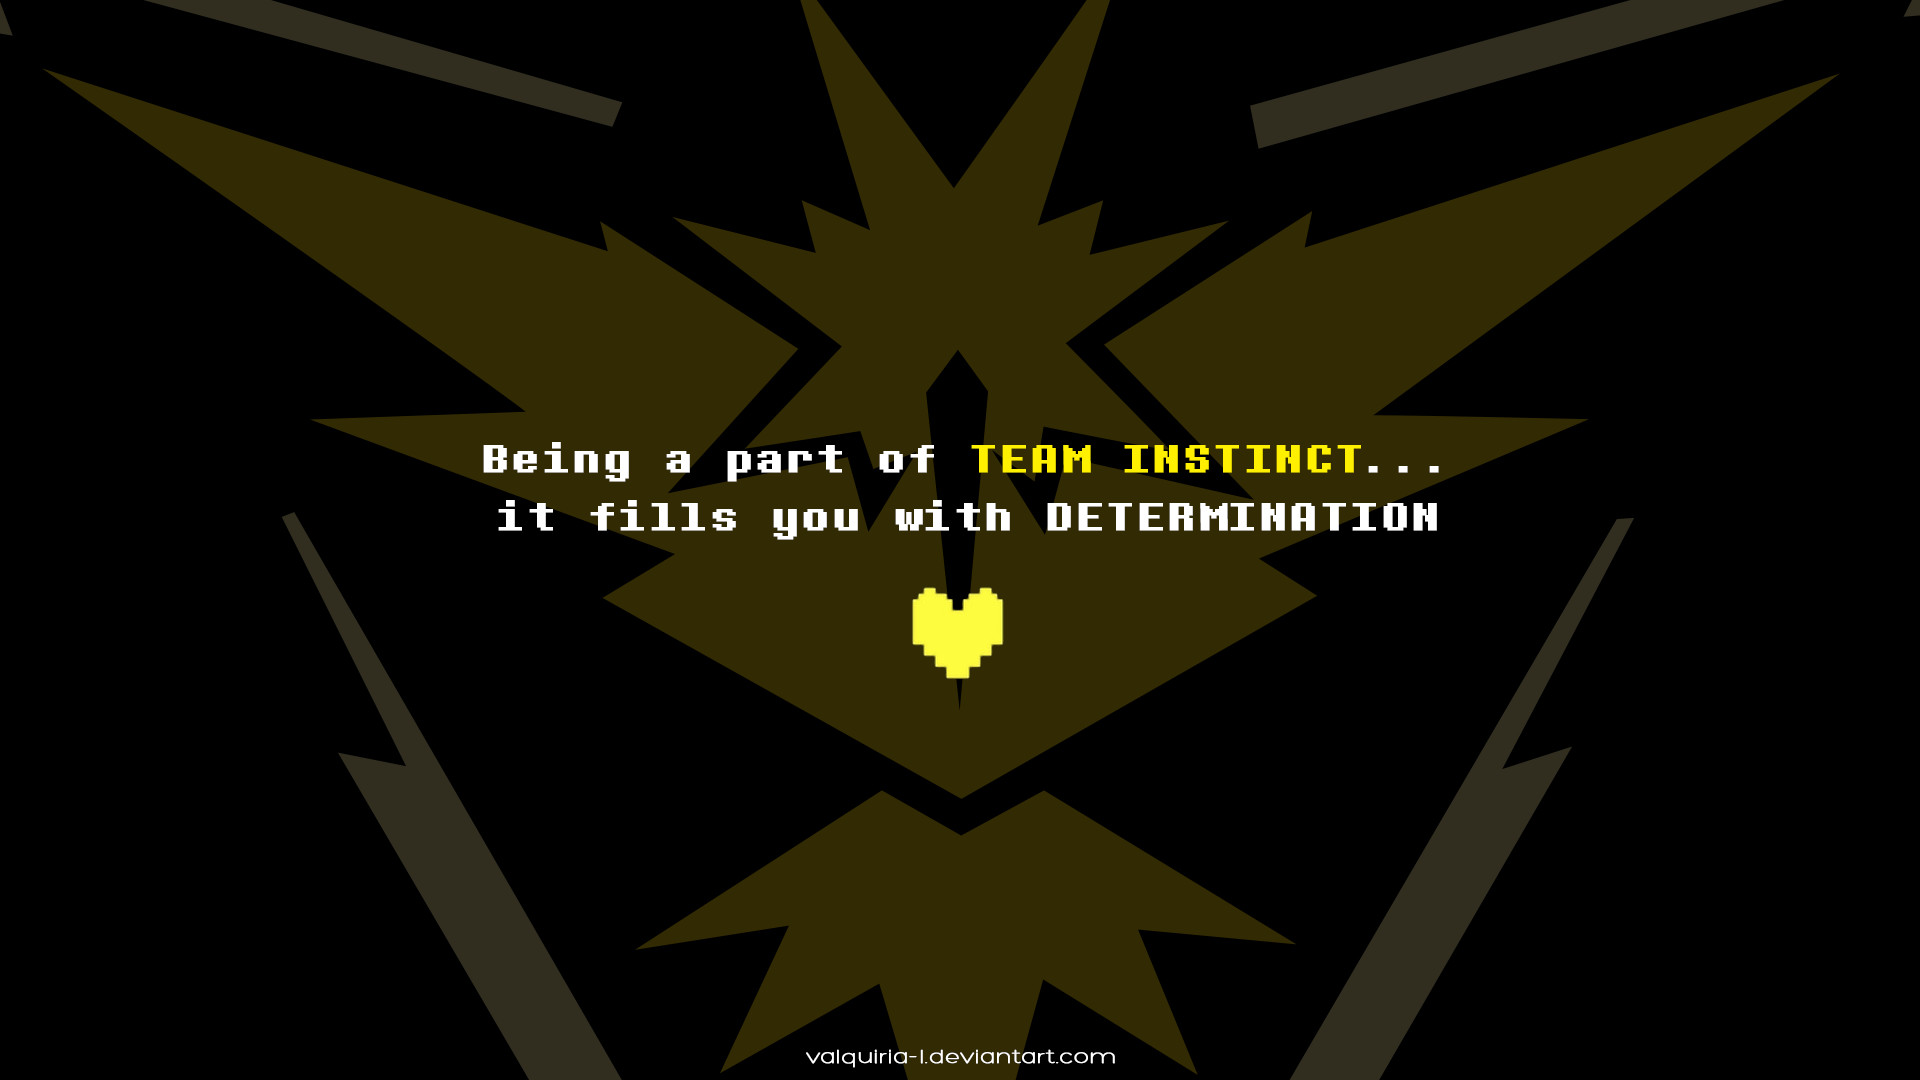 Being a part of TEAM INSTINCT...
it fills you with DETERMINATION
valquiria-l.deviantart.com